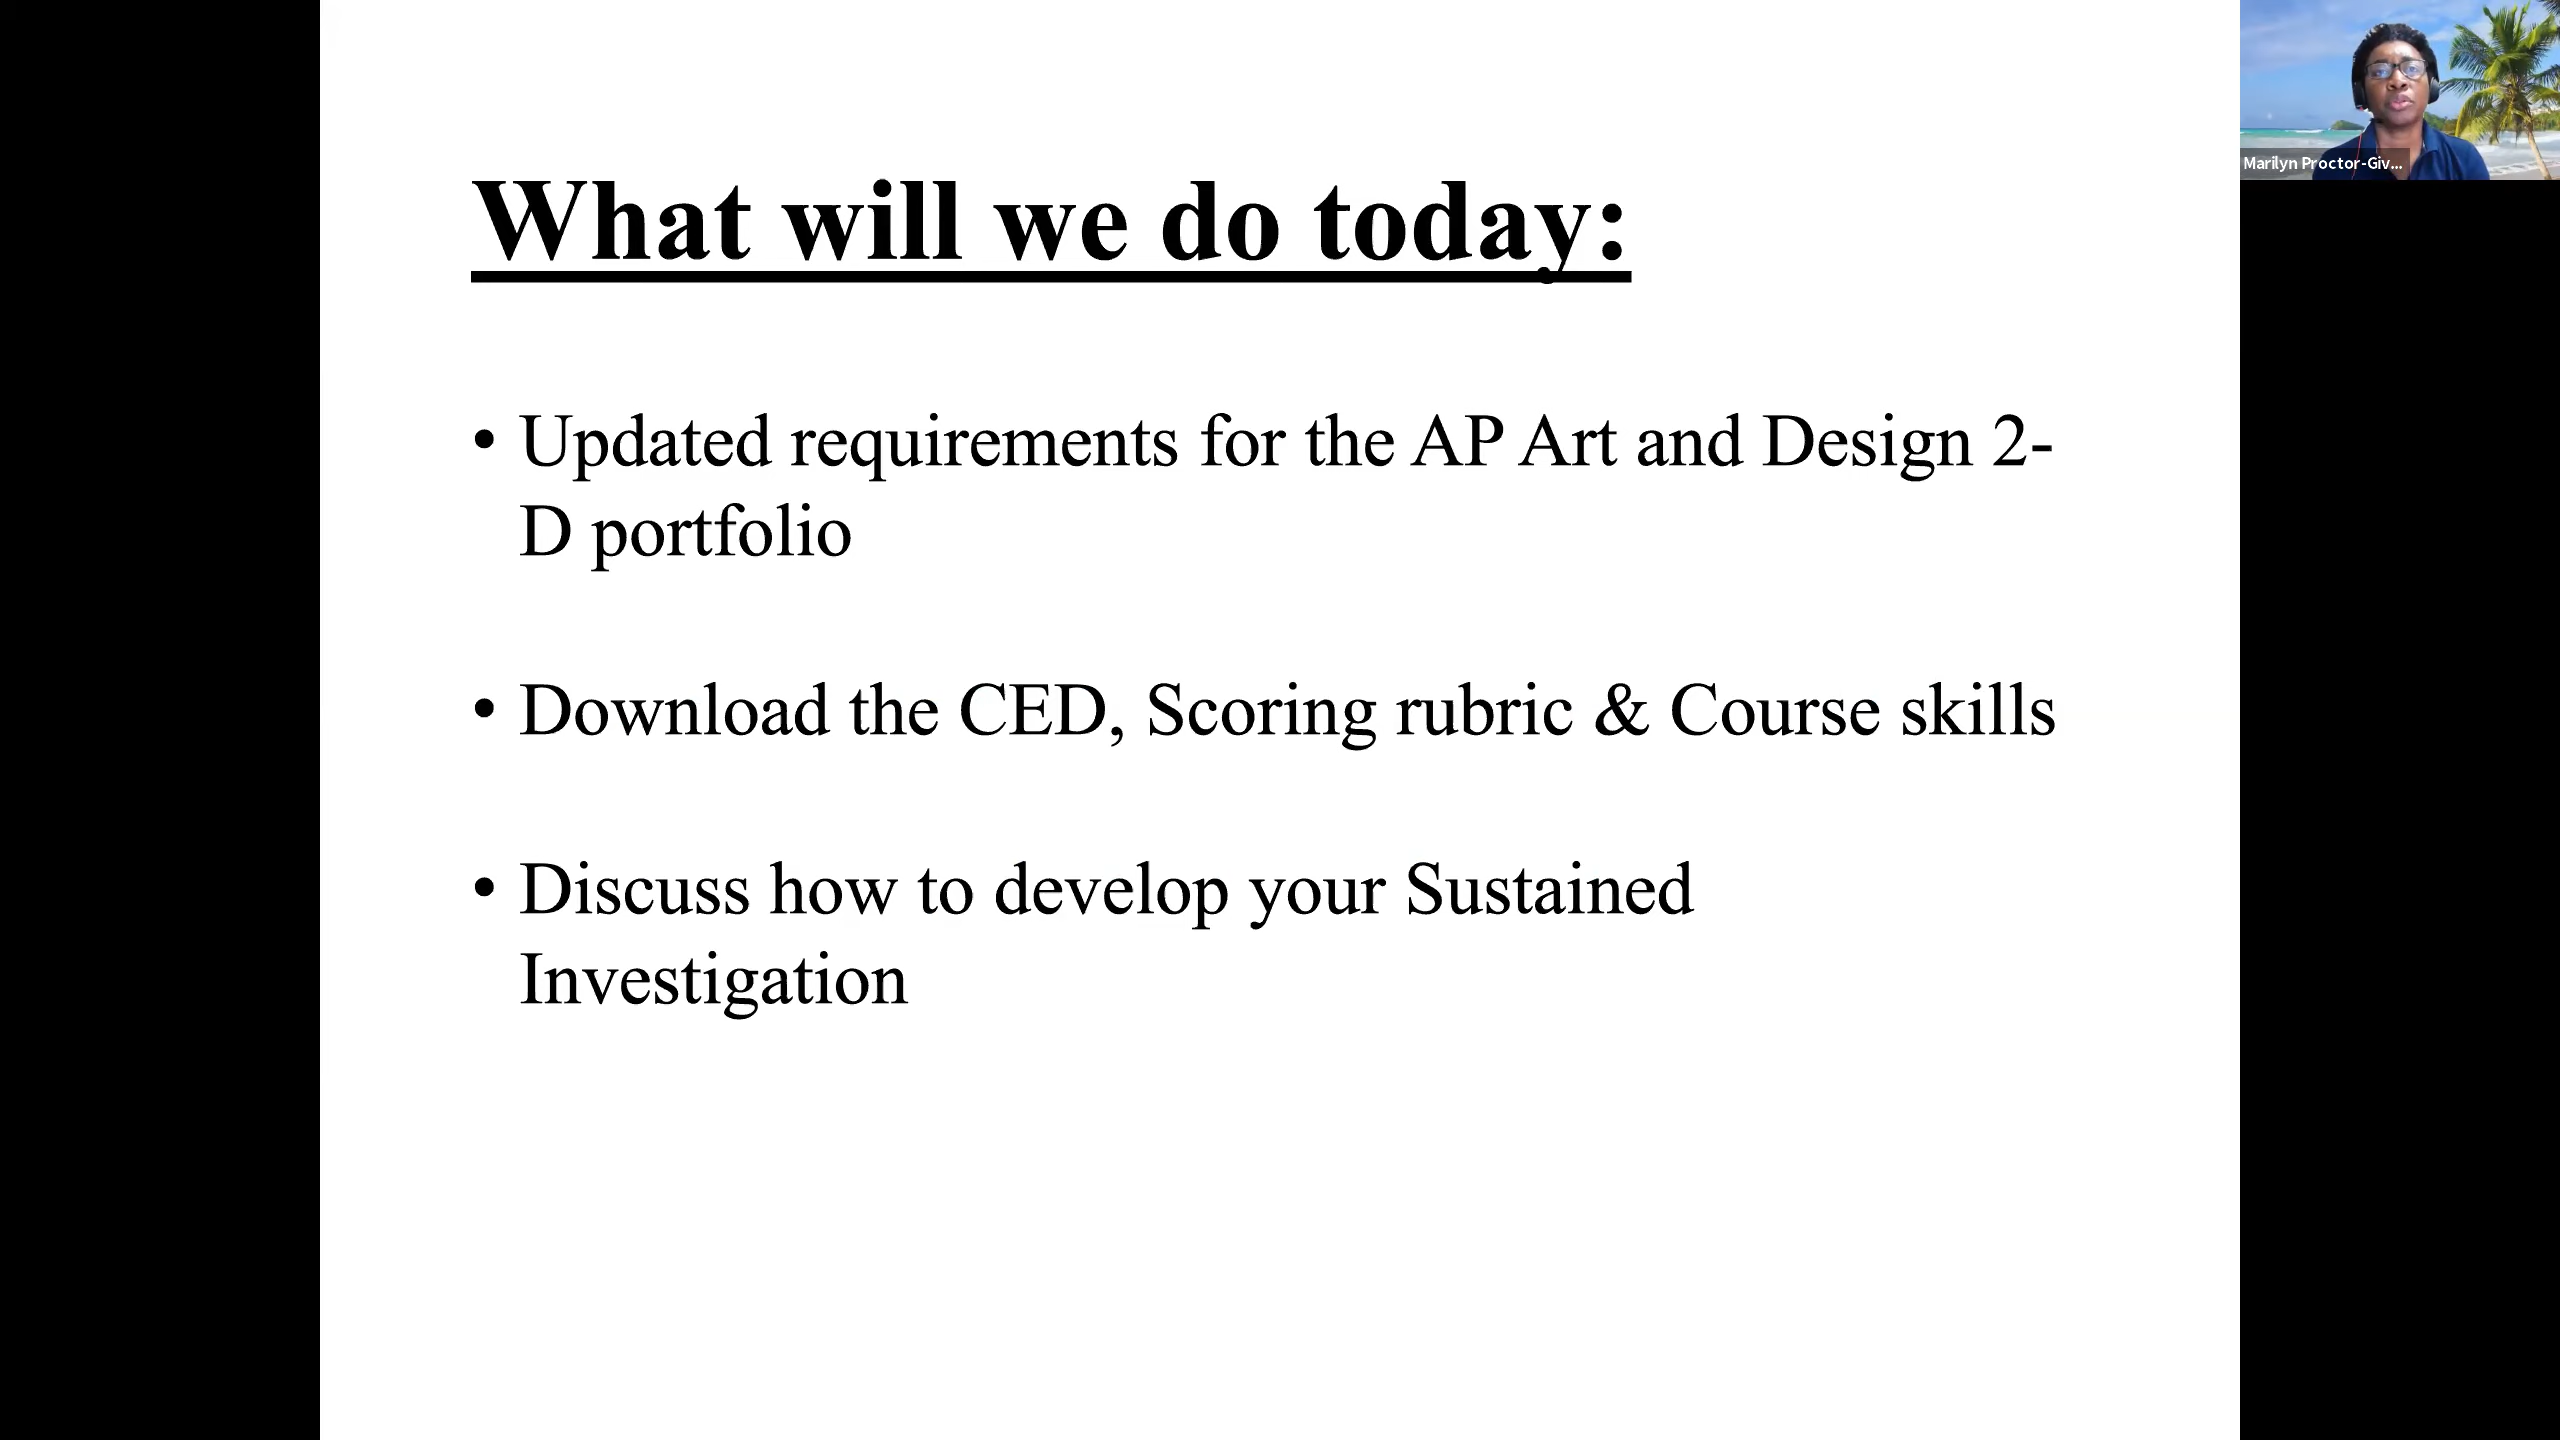 What will we do today:
• Updated requirements for the AP Art and Design 2-
D portfolio
• Download the CED, Scoring rubric & Course skills
• Discuss how to develop your Sustained
Investigation
Marilyn Proctor-Giv...